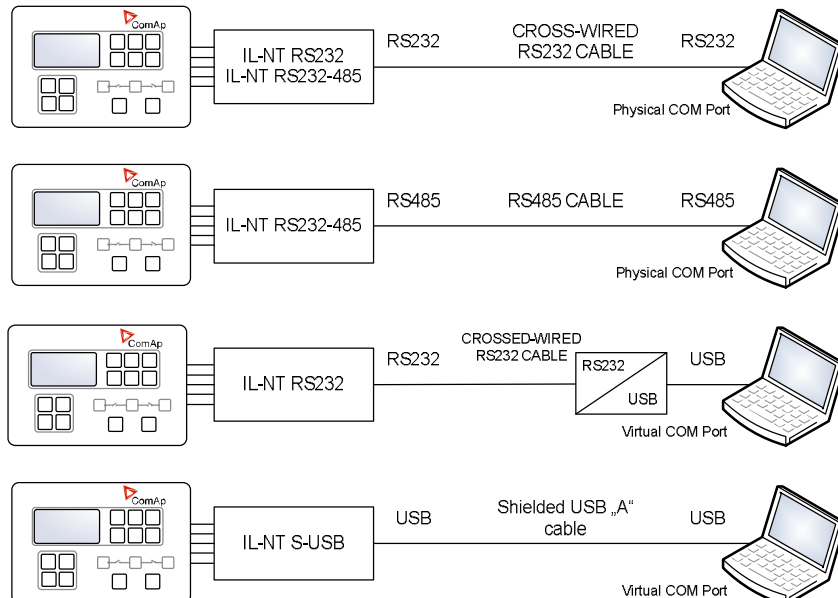 ComAp
IL-NT RS232
IL-NT RS232-485
RS232
CROSS-WIRED
RS232 CABLE
RS232
Physical COM Port
ComAp
IL-NT RS232-485
RS485
RS485 CABLE
RS485
Physical COM Port
ComAp
IL-NT RS232
RS232
CROSSED-WIRED
RS232 CABLE
RS232
USB
USB
Virtual COM Port
ComAp
IL-NT S-USB
USB
Shielded USB „A“
cable
USB
Virtual COM Port